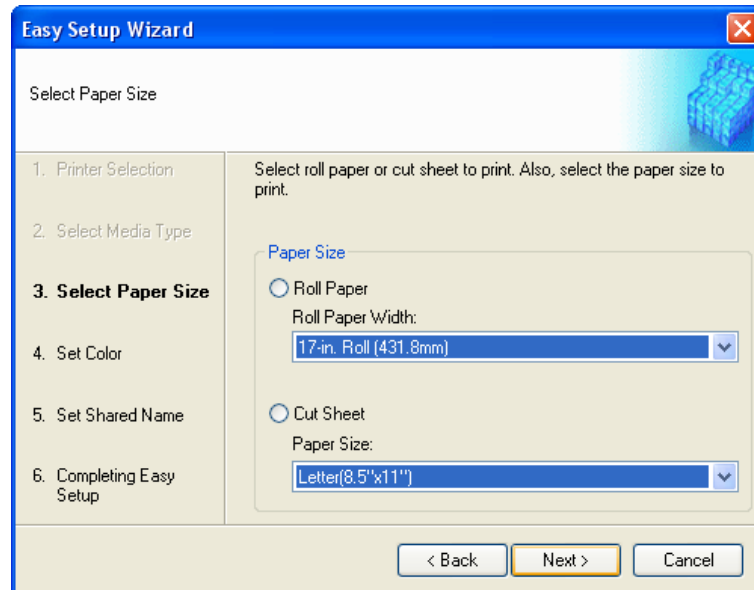 Easy Setup Wizard
Select Paper Size
1. Printer Selection
2. Select Media Type
3. Select Paper Size
4. Set Color
5. Set Shared Name
6. Completing Easy
Setup
Select roll paper or cut sheet to print. Also, select the paper size to
print.
Paper Size
Roll Paper
Roll Paper Width:
17-in. Roll (431.8mm)
Cut Sheet
Paper Size:
Letter(8.5"x11")
< Back
Next >
Cancel